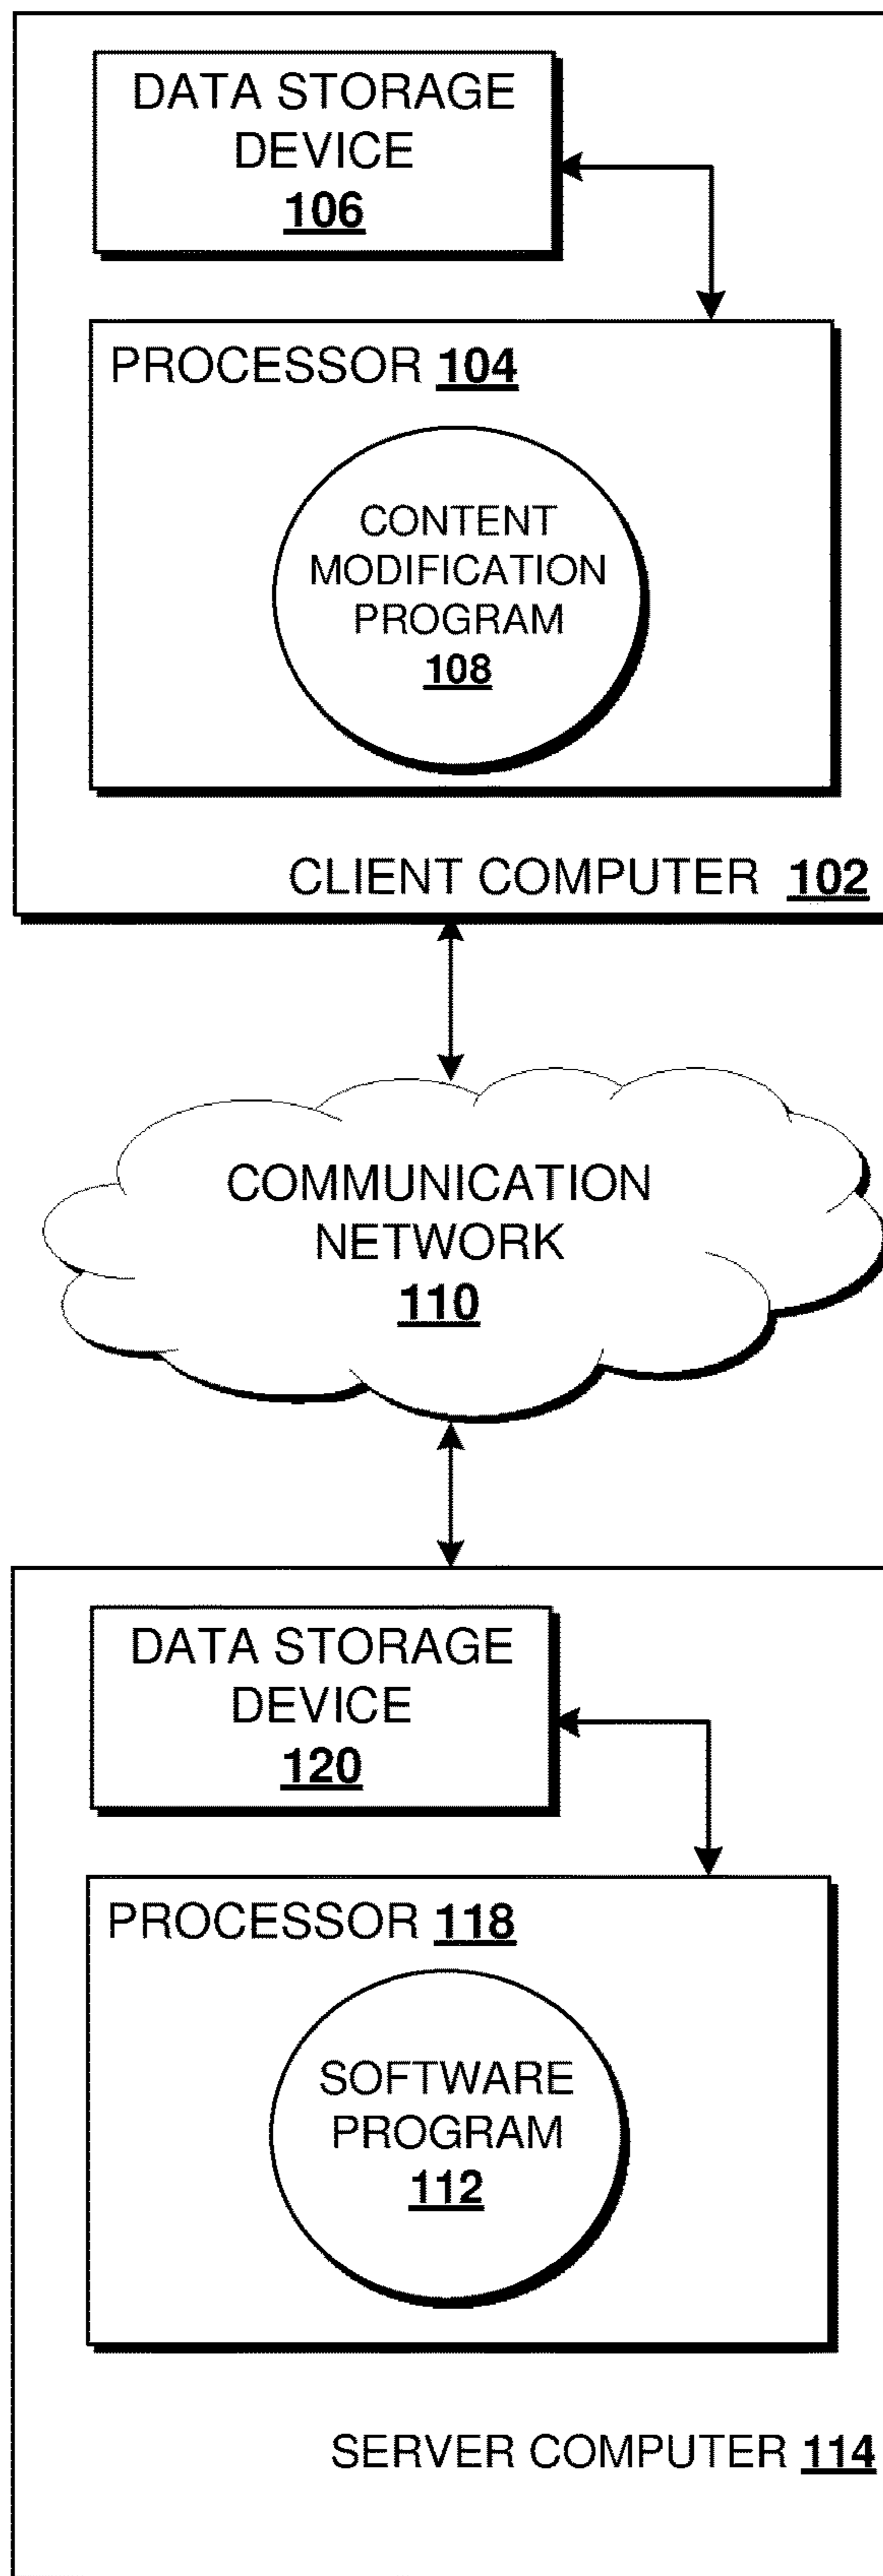 DATA STORAGE
DEVICE
106
PROCESSOR 104
CONTENT
MODIFICATION
PROGRAM
108
CLIENT COMPUTER 102
COMMUNICATION
NETWORK
110
DATA STORAGE
DEVICE
120
PROCESSOR 118
SOFTWARE
PROGRAM
112
SERVER COMPUTER 114